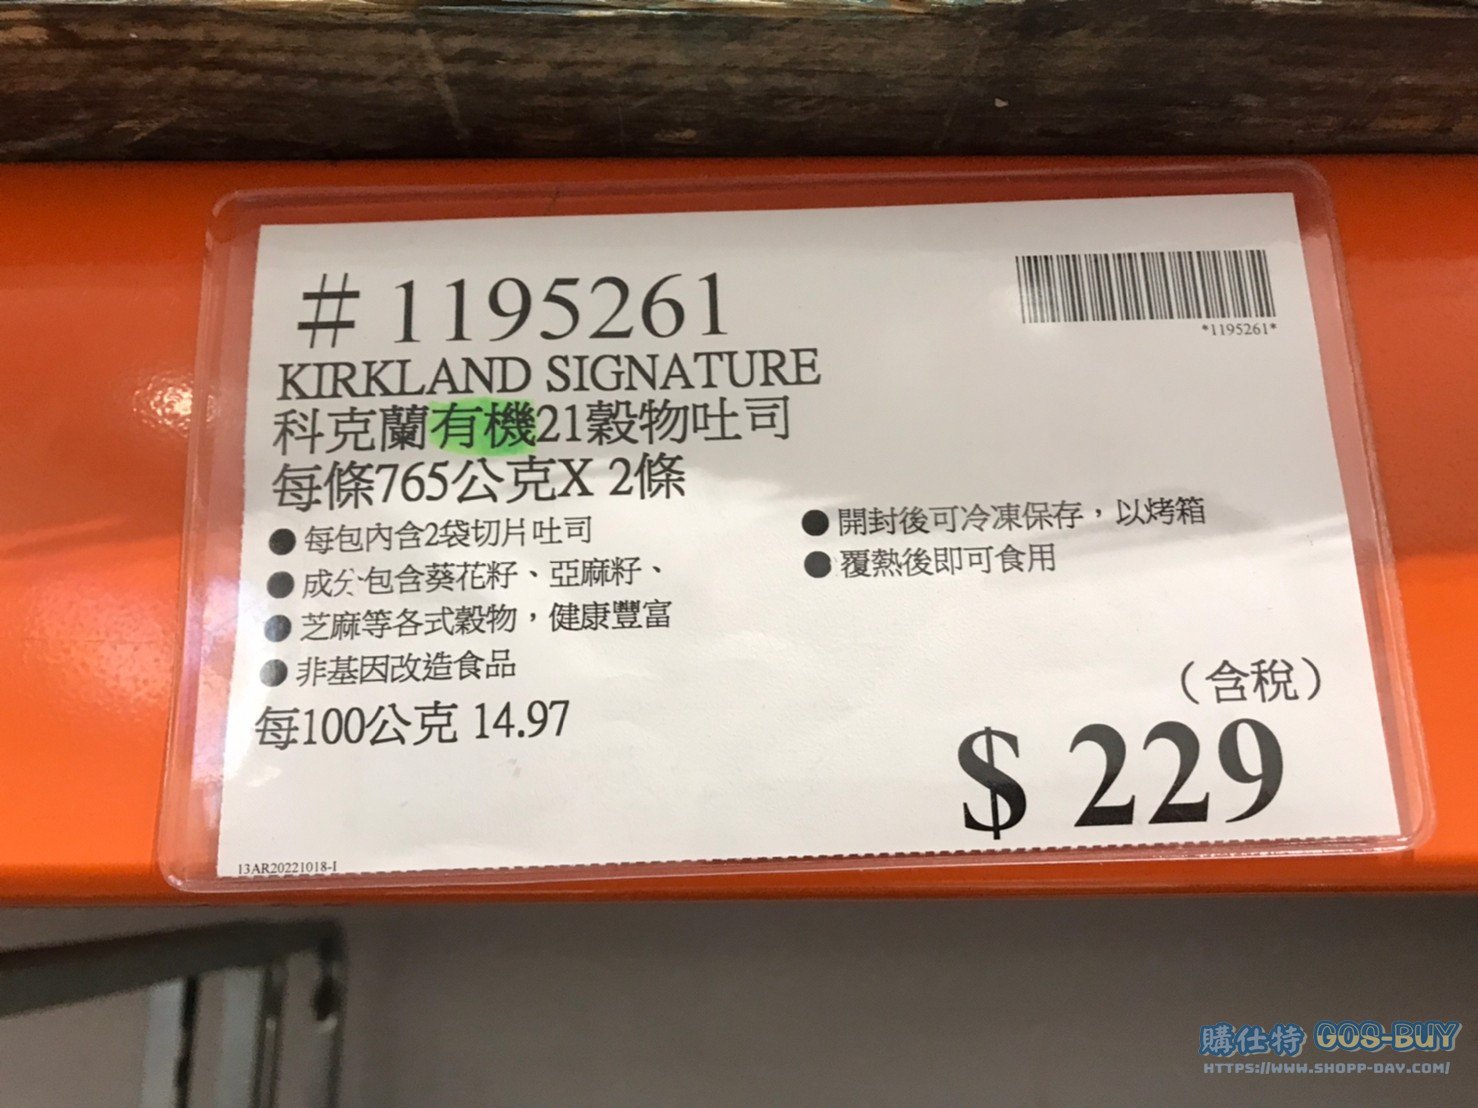 #1195261
*1195261*
KIRKLAND SIGNATURE
科克蘭有機21穀物吐司
每條765公克X 2條
●每包內含2袋切片吐司
●成分包含葵花籽、亞麻籽、
●芝麻等各式穀物，健康豐富
●非基因改造食品
●開封後可冷凍保存，以烤箱
●覆熱後即可食用
每100公克 14.97
（含稅）
$ 229
13AR20221018-1
購仕特 GOS-BUY
HTTPS://WWW.SHOPP-DAY.COM/